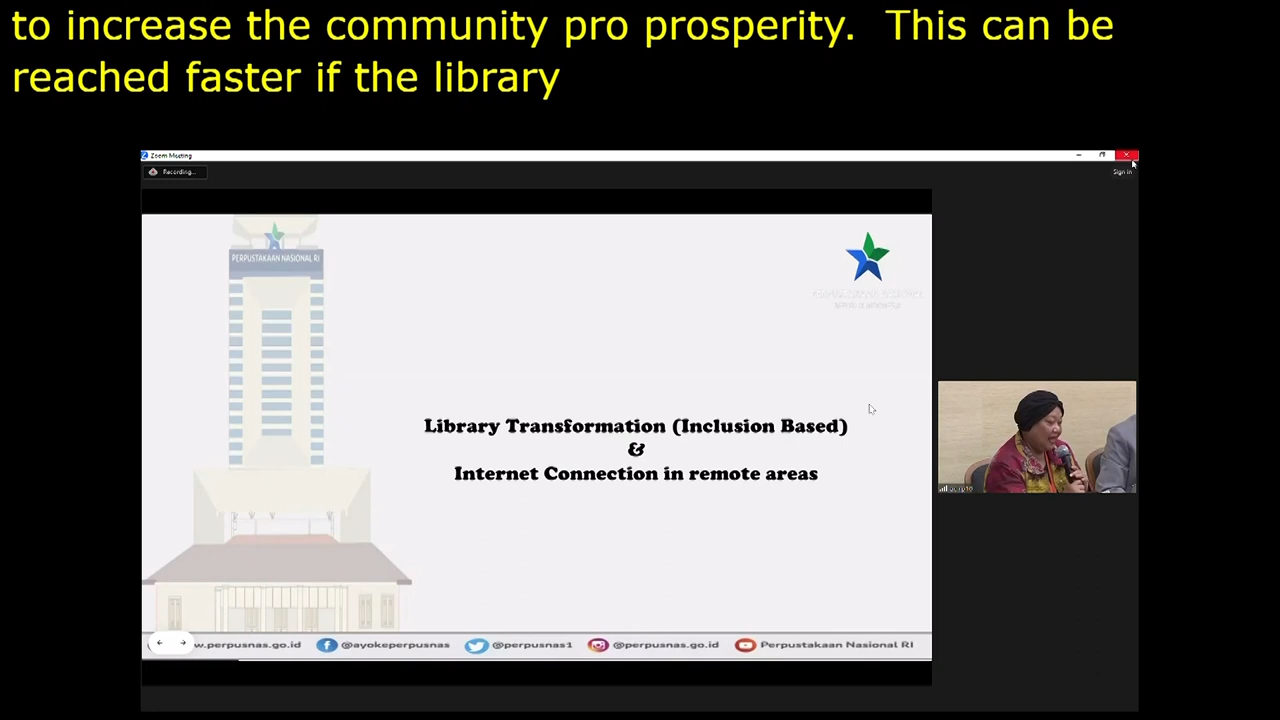 to increase the community pro prosperity.  This can be
reached faster if the library
Zoom Meeting
Recording...
Sign in
PERPUSTAKAAN NASIONAL RI
Library Transformation (Inclusion Based)
&
Internet Connection in remote areas
w.perpusnas.go.id @ayokeperpusnas @perpusnas1 @perpusnas.go.id Perpustakaan Nasional RI